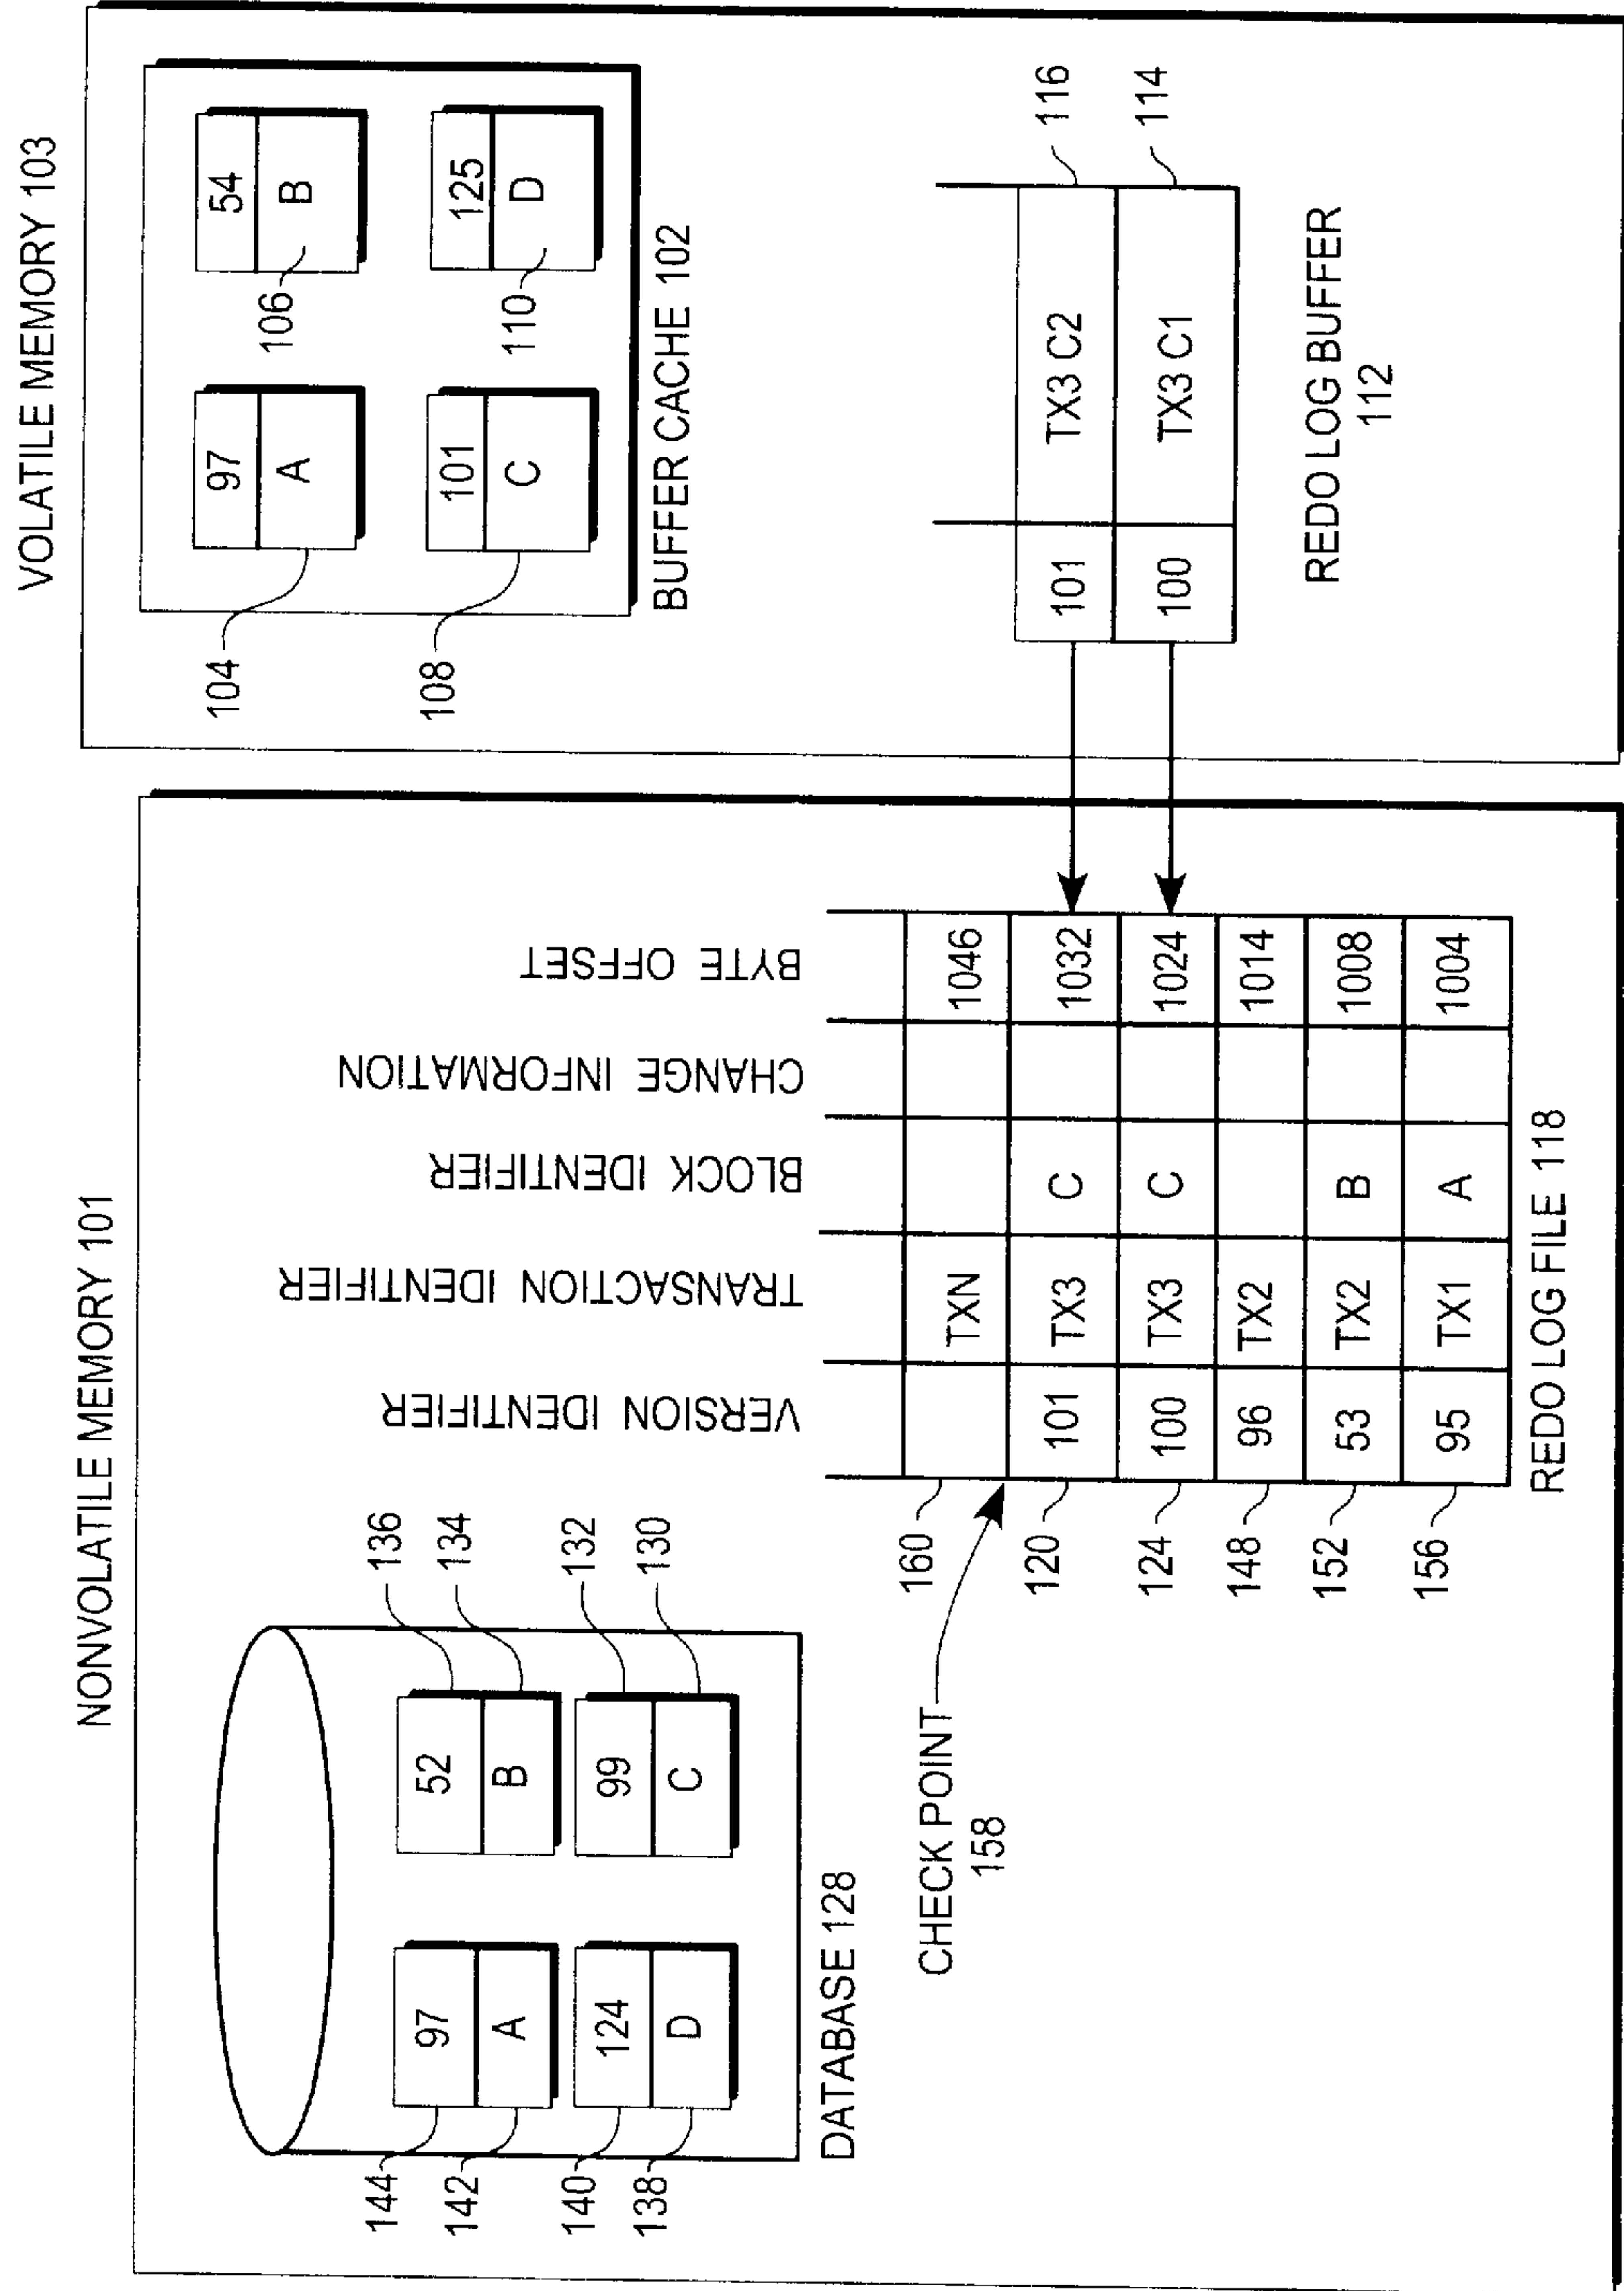 NONVOLATILE MEMORY 101
144
97
A
142
140
124
D
138
52
B
136
134
99
C
132
130
DATABASE 128
CHECK POINT
158
VERSION IDENTIFIER
TRANSACTION IDENTIFIER
BLOCK IDENTIFIER
CHANGE INFORMATION
BYTE OFFSET
160 TXN 1046
120 101 TX3 C 1032
124 100 TX3 C 1024
148 96 TX2 1014
152 53 TX2 B 1008
156 95 TX1 A 1004
REDO LOG FILE 118
VOLATILE MEMORY 103
104
97
A
106
54
B
108
101
C
110
125
D
BUFFER CACHE 102
101 TX3 C2 116
100 TX3 C1 114
REDO LOG BUFFER
112